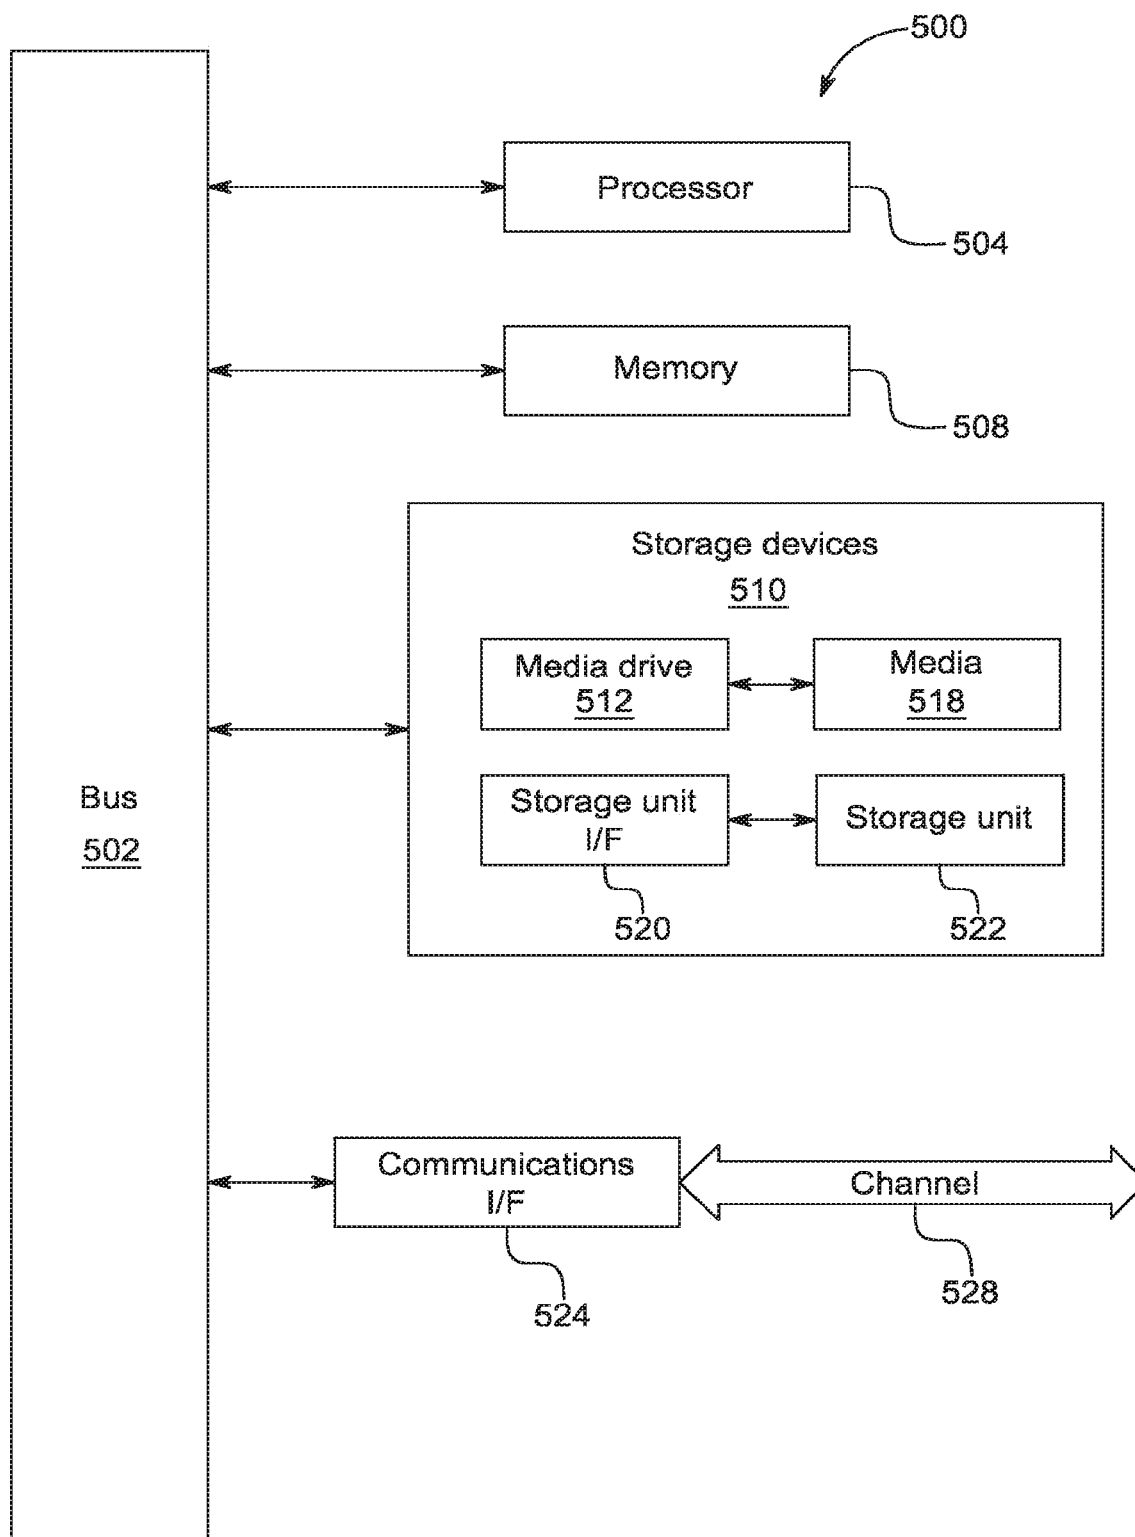 500
Processor
504
Memory
508
Storage devices
510
Media drive
512
Media
518
Storage unit
I/F
520
Storage unit
522
Bus
502
Communications
I/F
524
Channel
528